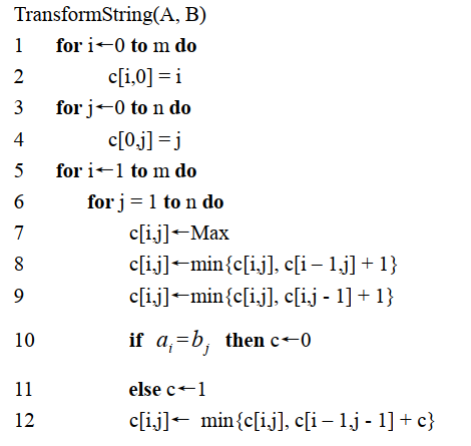 TransformString(A, B)
1 for i←0 to m do
2 c[i,0] = i
3 for j←0 to n do
4 c[0,j] = j
5 for i←1 to m do
6 for j = 1 to n do
7 c[i,j]←Max
8 c[i,j]←min{c[i,j], c[i – 1,j] + 1}
9 c[i,j]←min{c[i,j], c[i,j - 1] + 1}
10 if aᵢ=bⱼ then c←0
11 else c←1
12 c[i,j]← min{c[i,j], c[i – 1,j - 1] + c}